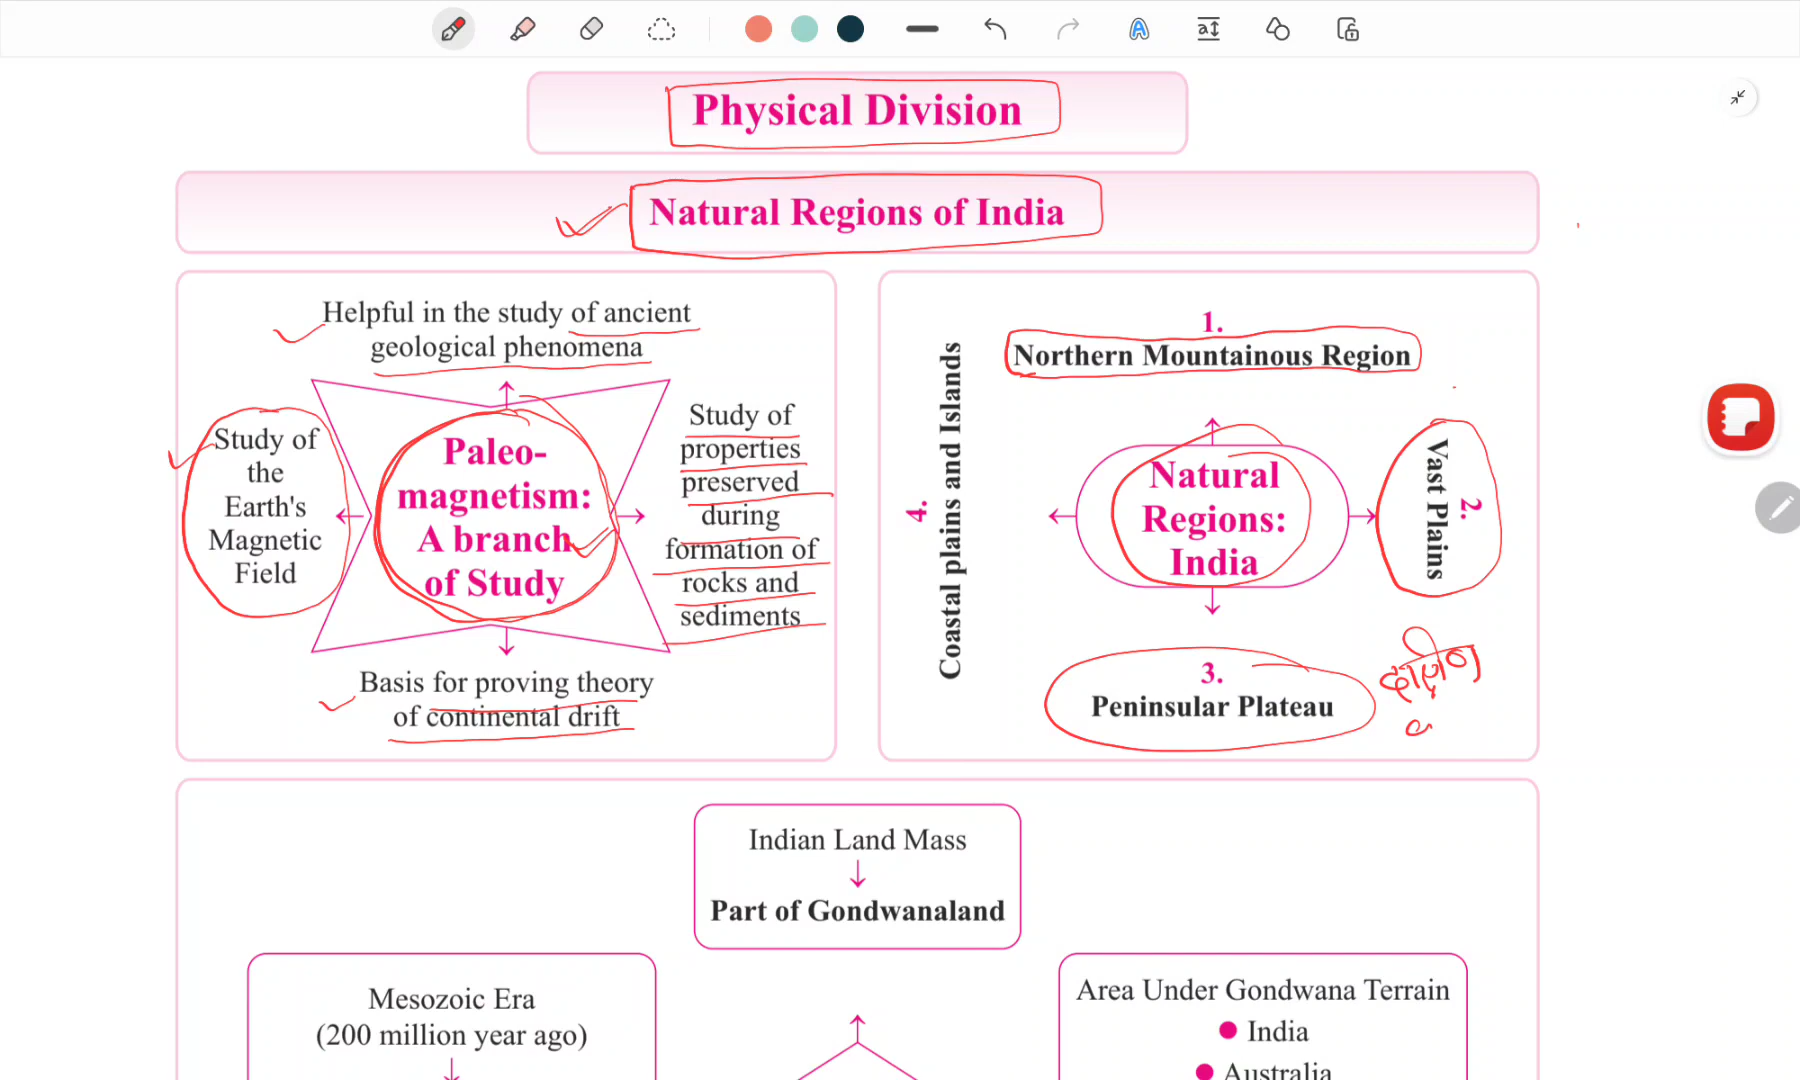 Physical Division
Natural Regions of India
Helpful in the study of ancient
geological phenomena
Study of
the
Earth's
Magnetic
Field
Paleo-
magnetism:
A branch
of Study
Study of
properties
preserved
during
formation of
rocks and
sediments
Basis for proving theory
of continental drift
1.
Northern Mountainous Region
4.
Coastal plains and Islands
Natural
Regions:
India
2.
Vast Plains
3.
Peninsular Plateau
Indian Land Mass
Part of Gondwanaland
Mesozoic Era
(200 million year ago)
Area Under Gondwana Terrain
India
Australia